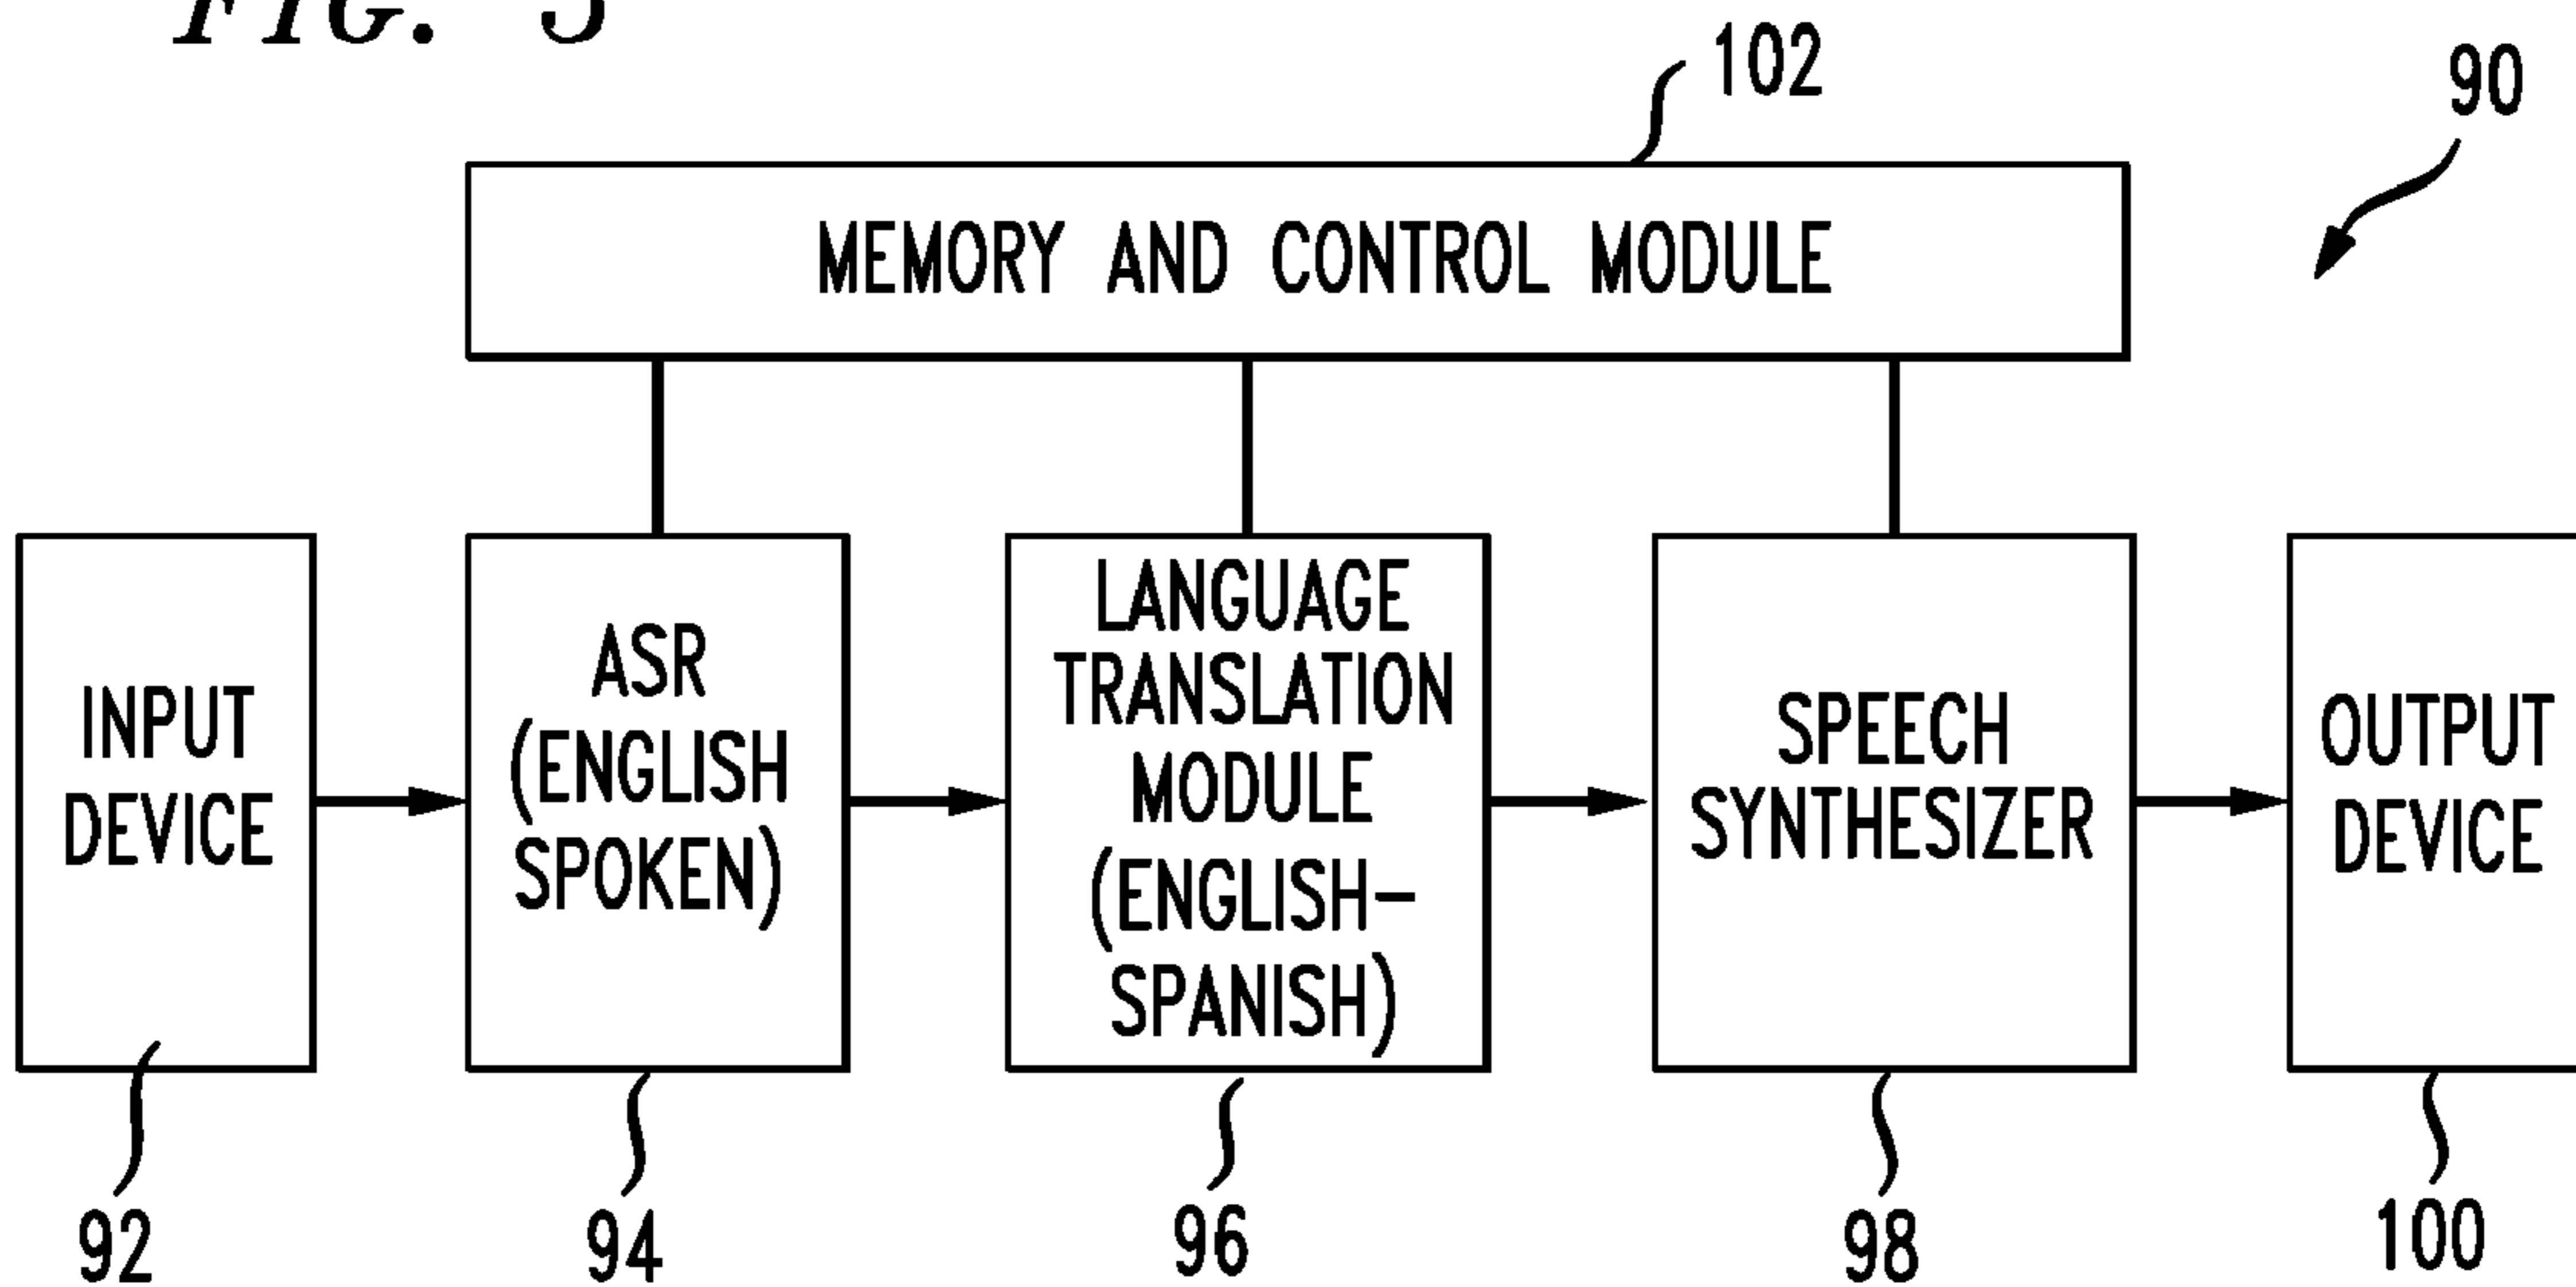 FIG.
102
90
MEMORY AND CONTROL MODULE
INPUT
DEVICE
ASR
(ENGLISH
SPOKEN)
LANGUAGE
TRANSLATION
MODULE
(ENGLISH-
SPANISH)
SPEECH
SYNTHESIZER
OUTPUT
DEVICE
92
94
96
98
100